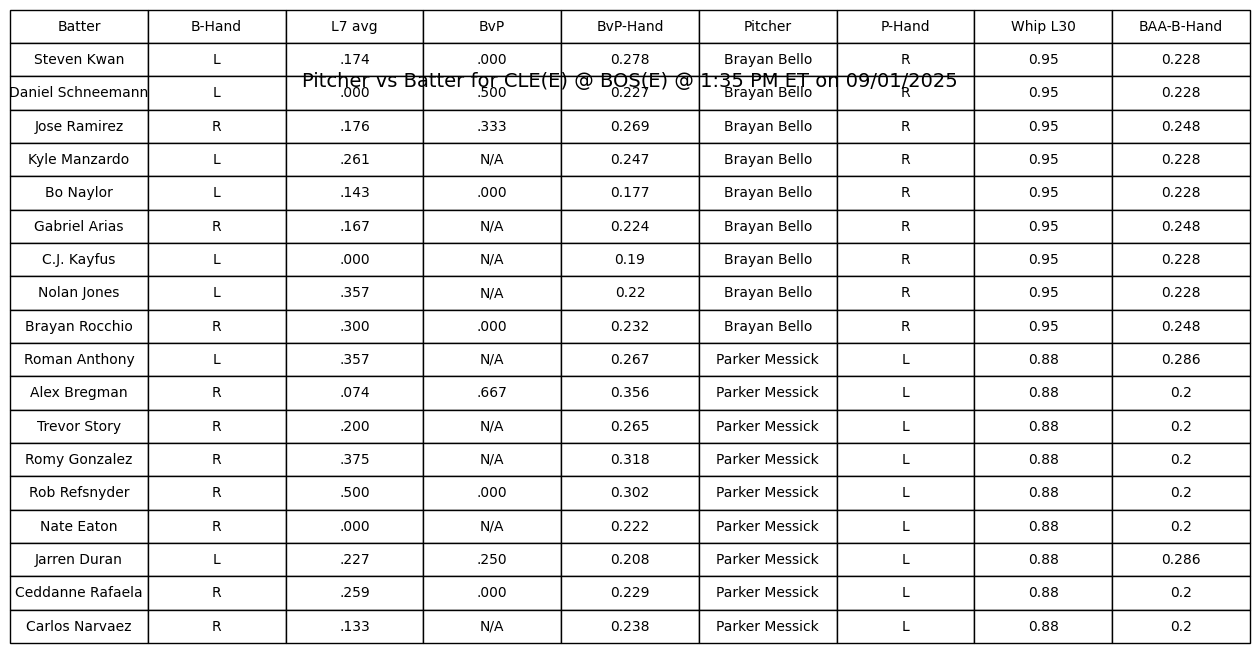 Batter B-Hand L7 avg BvP BvP-Hand Pitcher P-Hand Whip L30 BAA-B-Hand
Steven Kwan L .174 .000 0.278 Brayan Bello R 0.95 0.228
Pitcher vs Batter for CLE(E) @ BOS(E) @ 1:35 PM ET on 09/01/2025
Daniel Schneemann L .000 .500 0.227 Brayan Bello R 0.95 0.228
Jose Ramirez R .176 .333 0.269 Brayan Bello R 0.95 0.248
Kyle Manzardo L .261 N/A 0.247 Brayan Bello R 0.95 0.228
Bo Naylor L .143 .000 0.177 Brayan Bello R 0.95 0.228
Gabriel Arias R .167 N/A 0.224 Brayan Bello R 0.95 0.248
C.J. Kayfus L .000 N/A 0.19 Brayan Bello R 0.95 0.228
Nolan Jones L .357 N/A 0.22 Brayan Bello R 0.95 0.228
Brayan Rocchio R .300 .000 0.232 Brayan Bello R 0.95 0.248
Roman Anthony L .357 N/A 0.267 Parker Messick L 0.88 0.286
Alex Bregman R .074 .667 0.356 Parker Messick L 0.88 0.2
Trevor Story R .200 N/A 0.265 Parker Messick L 0.88 0.2
Romy Gonzalez R .375 N/A 0.318 Parker Messick L 0.88 0.2
Rob Refsnyder R .500 .000 0.302 Parker Messick L 0.88 0.2
Nate Eaton R .000 N/A 0.222 Parker Messick L 0.88 0.2
Jarren Duran L .227 .250 0.208 Parker Messick L 0.88 0.286
Ceddanne Rafaela R .259 .000 0.229 Parker Messick L 0.88 0.2
Carlos Narvaez R .133 N/A 0.238 Parker Messick L 0.88 0.2